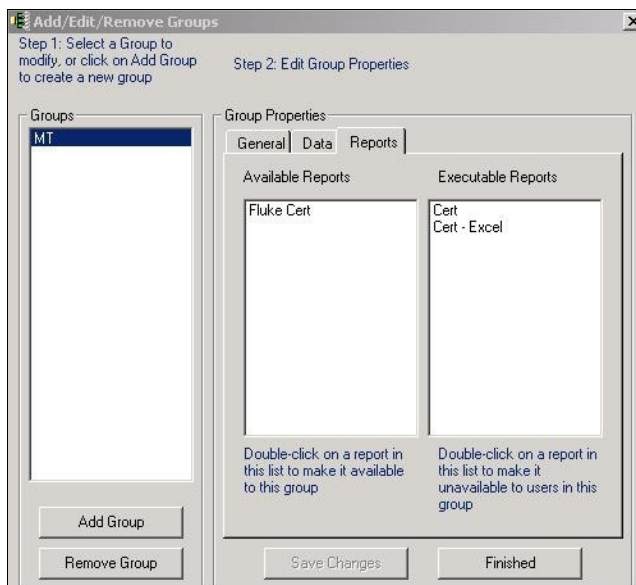 Add/Edit/Remove Groups
Step 1: Select a Group to
modify, or click on Add Group
to create a new group
Step 2: Edit Group Properties
Groups
MT
Add Group
Remove Group
Group Properties
General
Data
Reports
Available Reports
Fluke Cert
Double-click on a report in
this list to make it available
to this group
Executable Reports
Cert
Cert - Excel
Double-click on a report in
this list to make it
unavailable to users in this
group
Save Changes
Finished